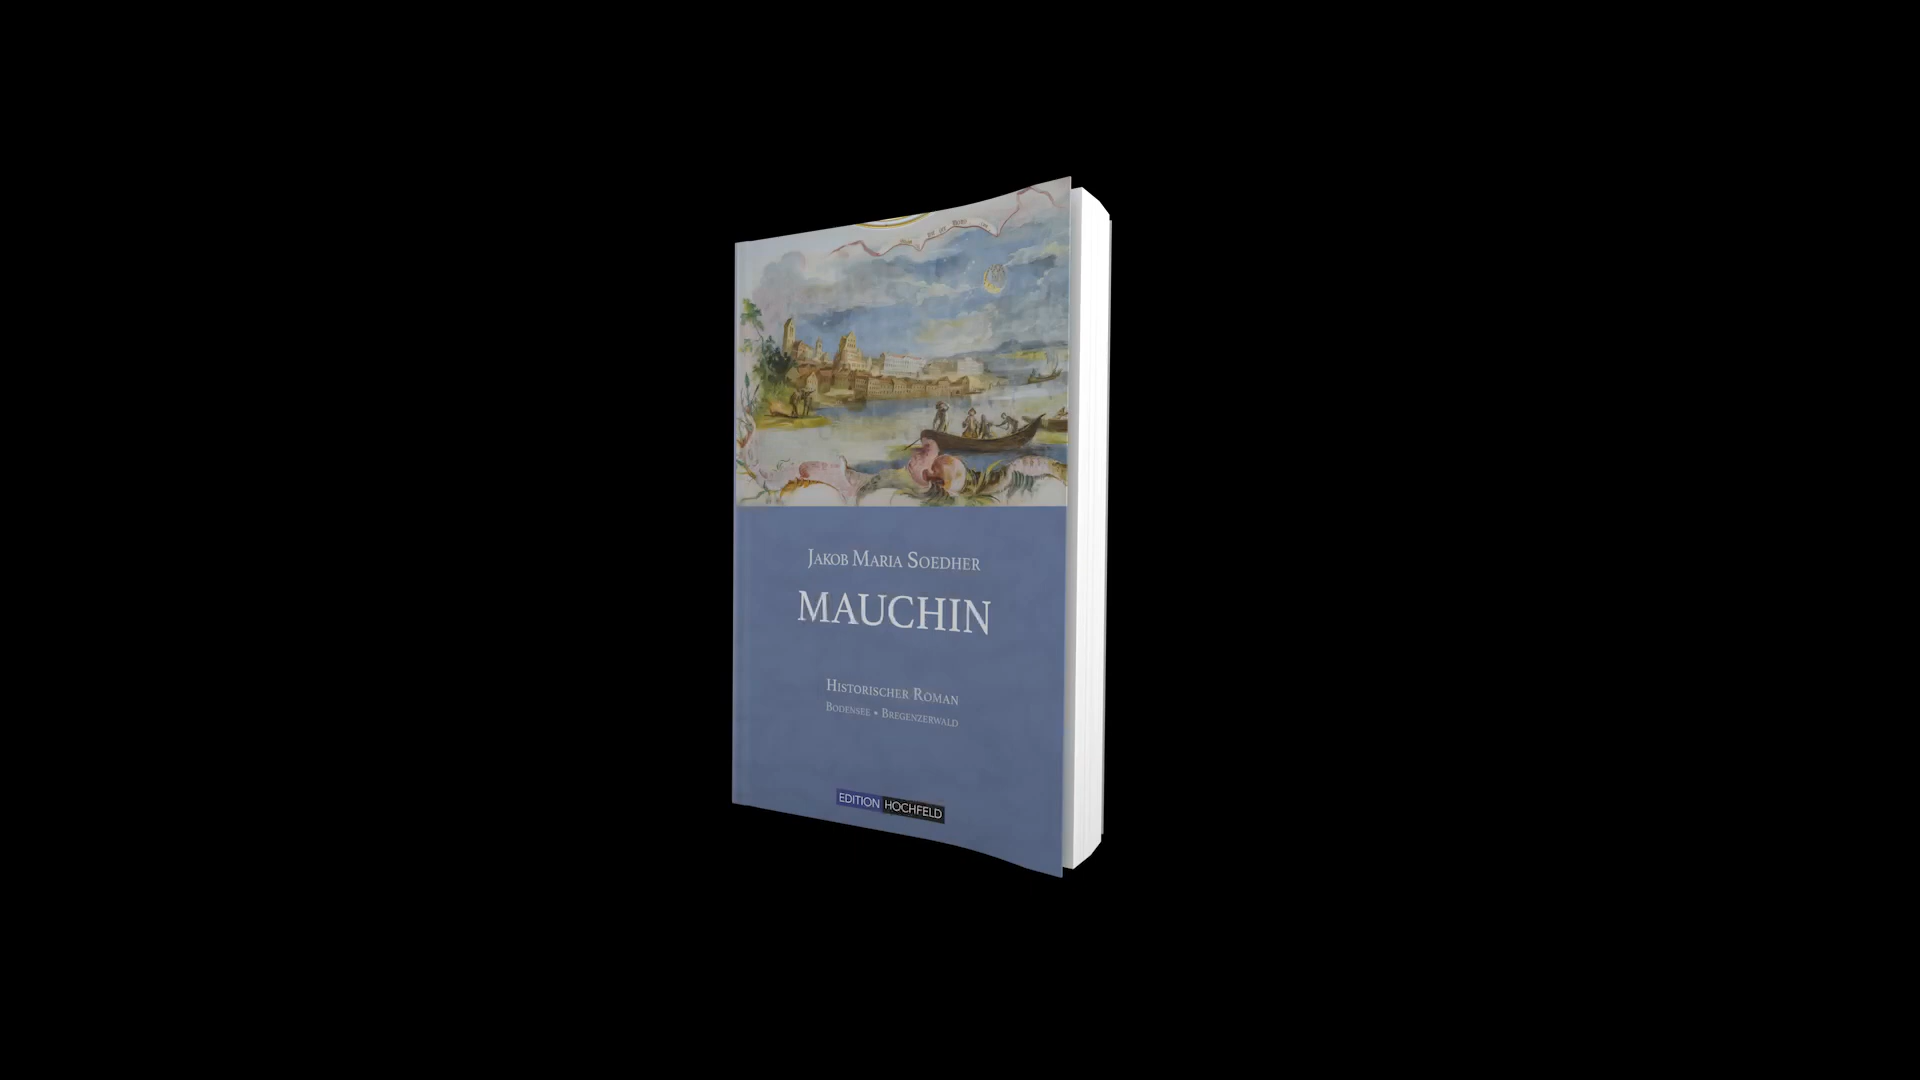 Jakob Maria Soedher
MAUCHIN
Historischer Roman
Bodensee • Bregenzerwald
EDITION HOCHFELD